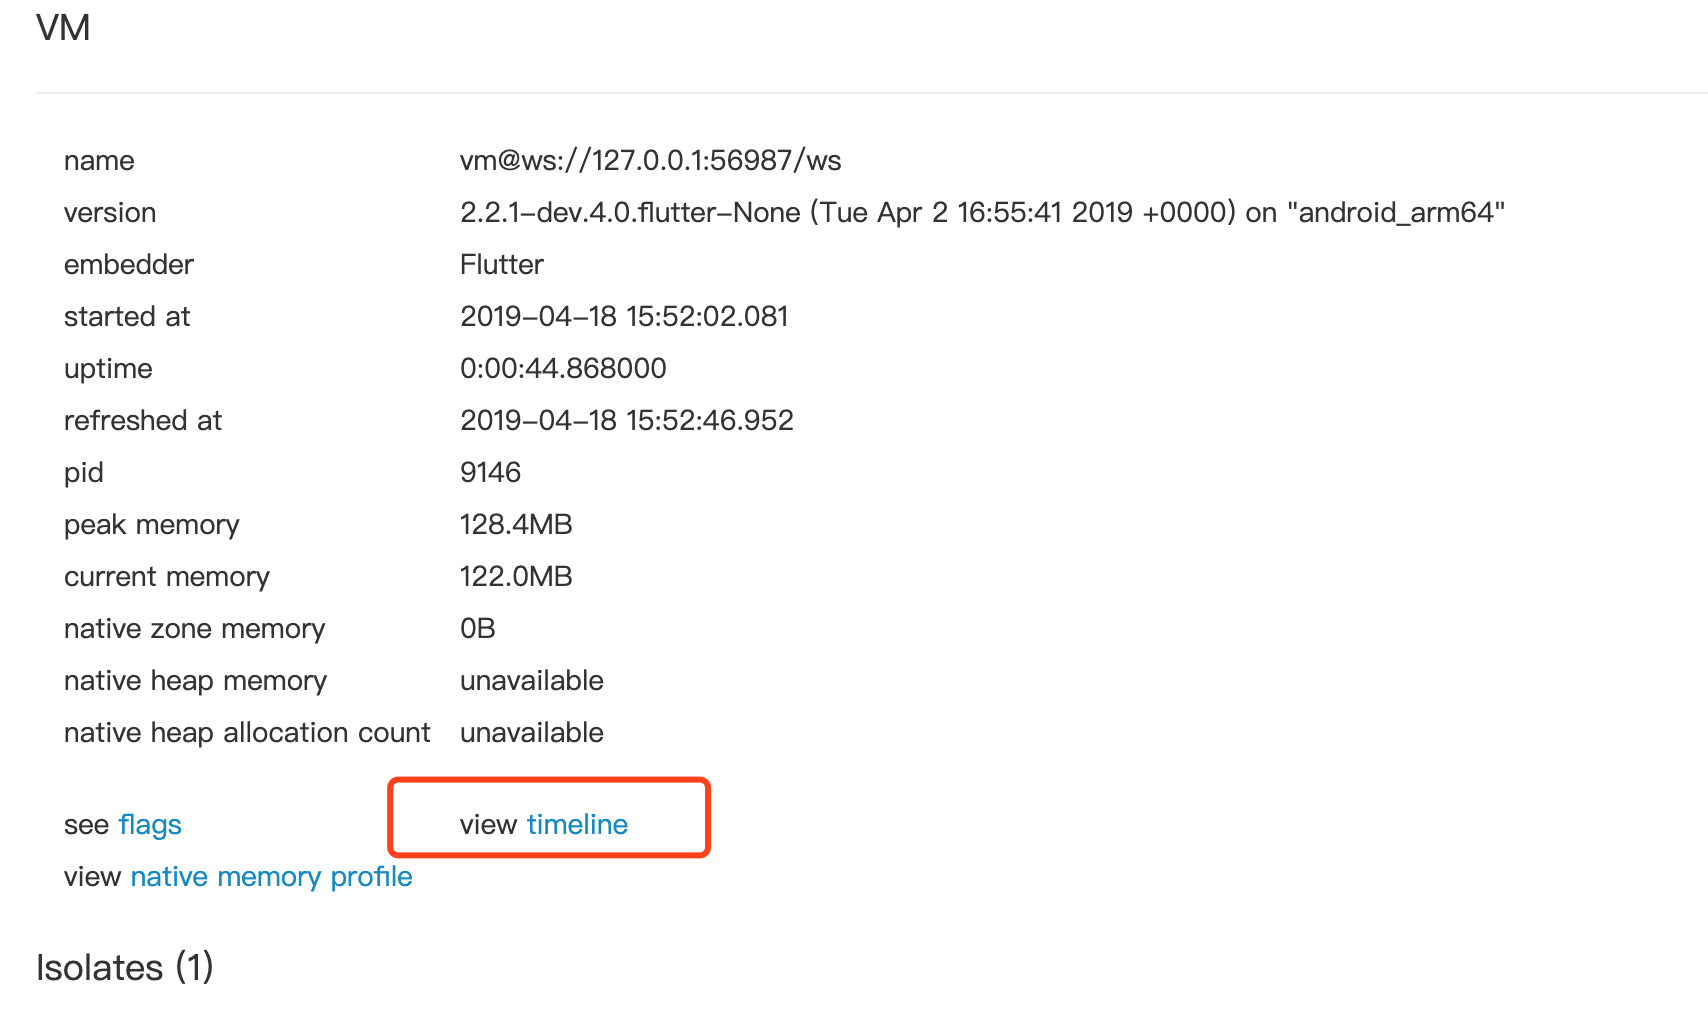 VM
name vm@ws://127.0.0.1:56987/ws
version 2.2.1-dev.4.0.flutter-None (Tue Apr 2 16:55:41 2019 +0000) on "android_arm64"
embedder Flutter
started at 2019-04-18 15:52:02.081
uptime 0:00:44.868000
refreshed at 2019-04-18 15:52:46.952
pid 9146
peak memory 128.4MB
current memory 122.0MB
native zone memory 0B
native heap memory unavailable
native heap allocation count unavailable
see flags view timeline
view native memory profile
Isolates (1)